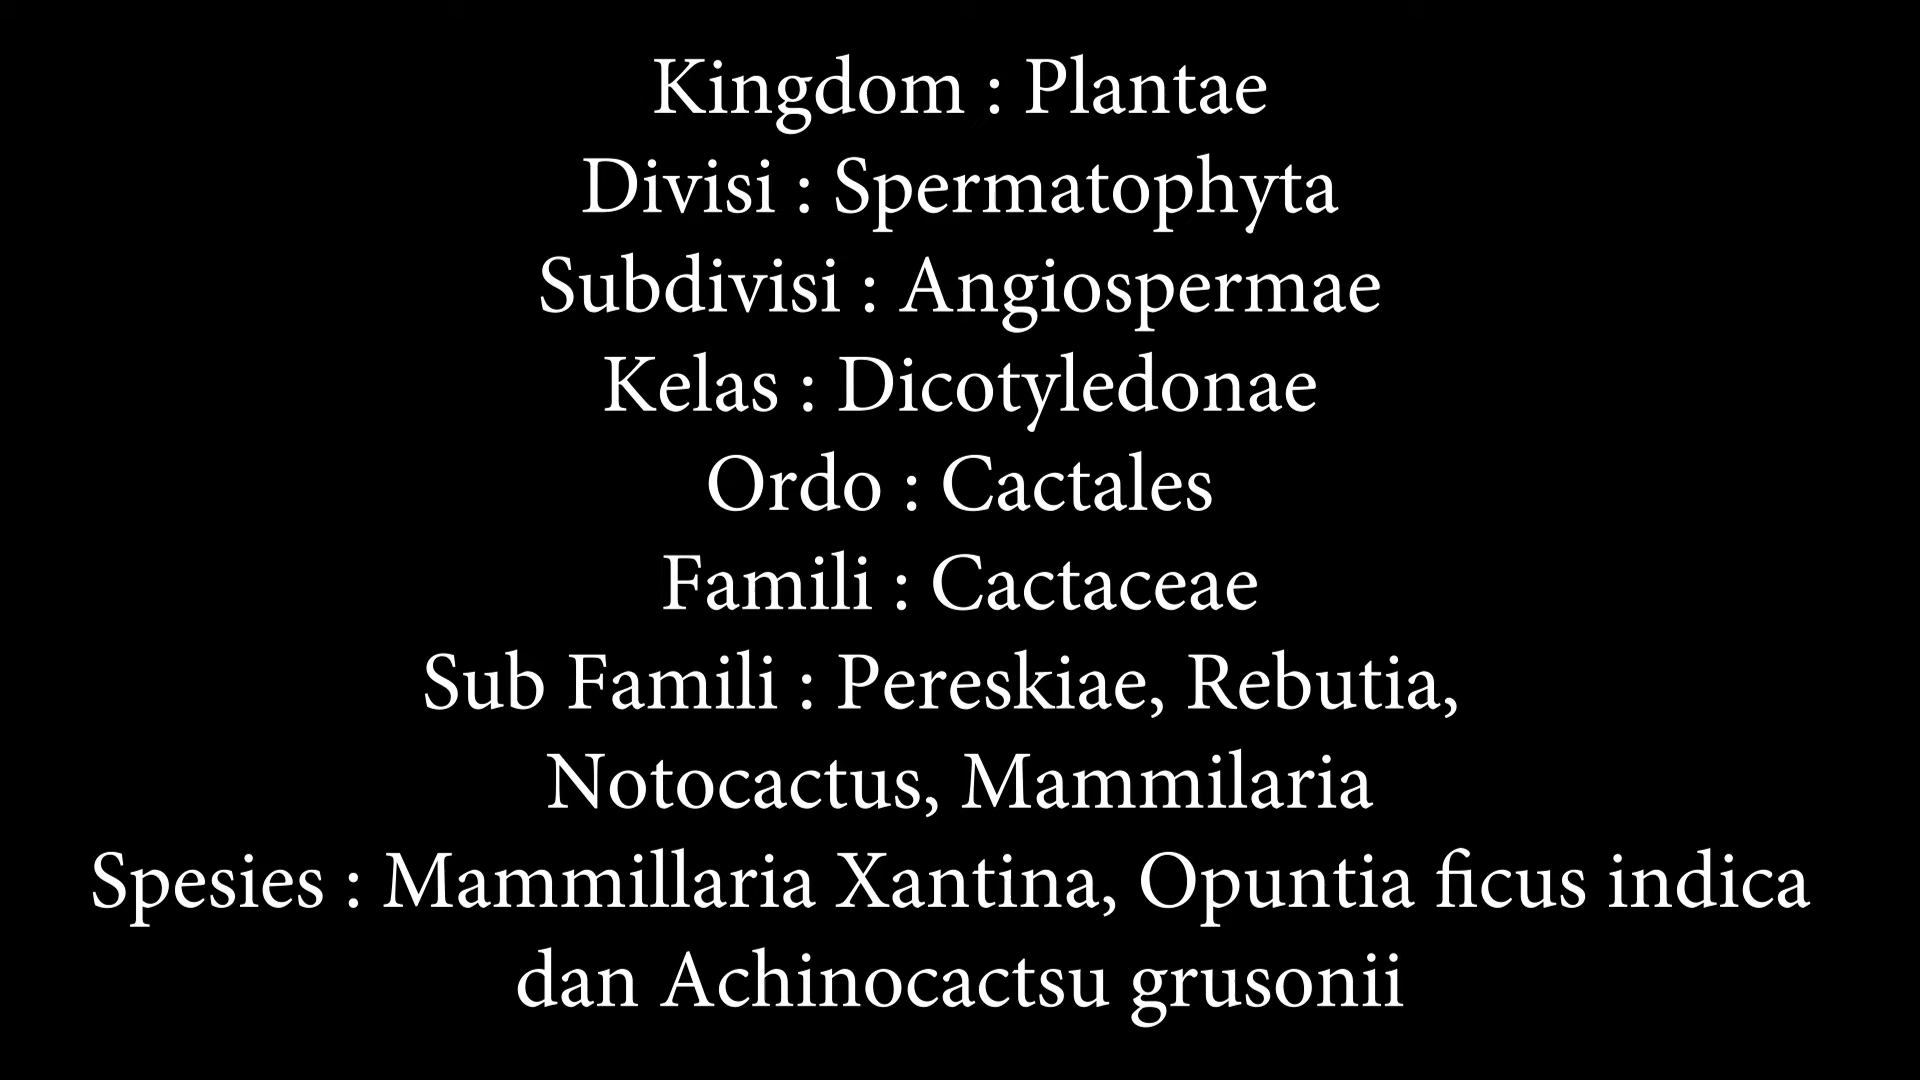 Kingdom : Plantae
Divisi : Spermatophyta
Subdivisi : Angiospermae
Kelas : Dicotyledonae
Ordo : Cactales
Famili : Cactaceae
Sub Famili : Pereskiae, Rebutia,
Notocactus, Mammilaria
Spesies : Mammillaria Xantina, Opuntia ficus indica
dan Achinocactsu grusonii